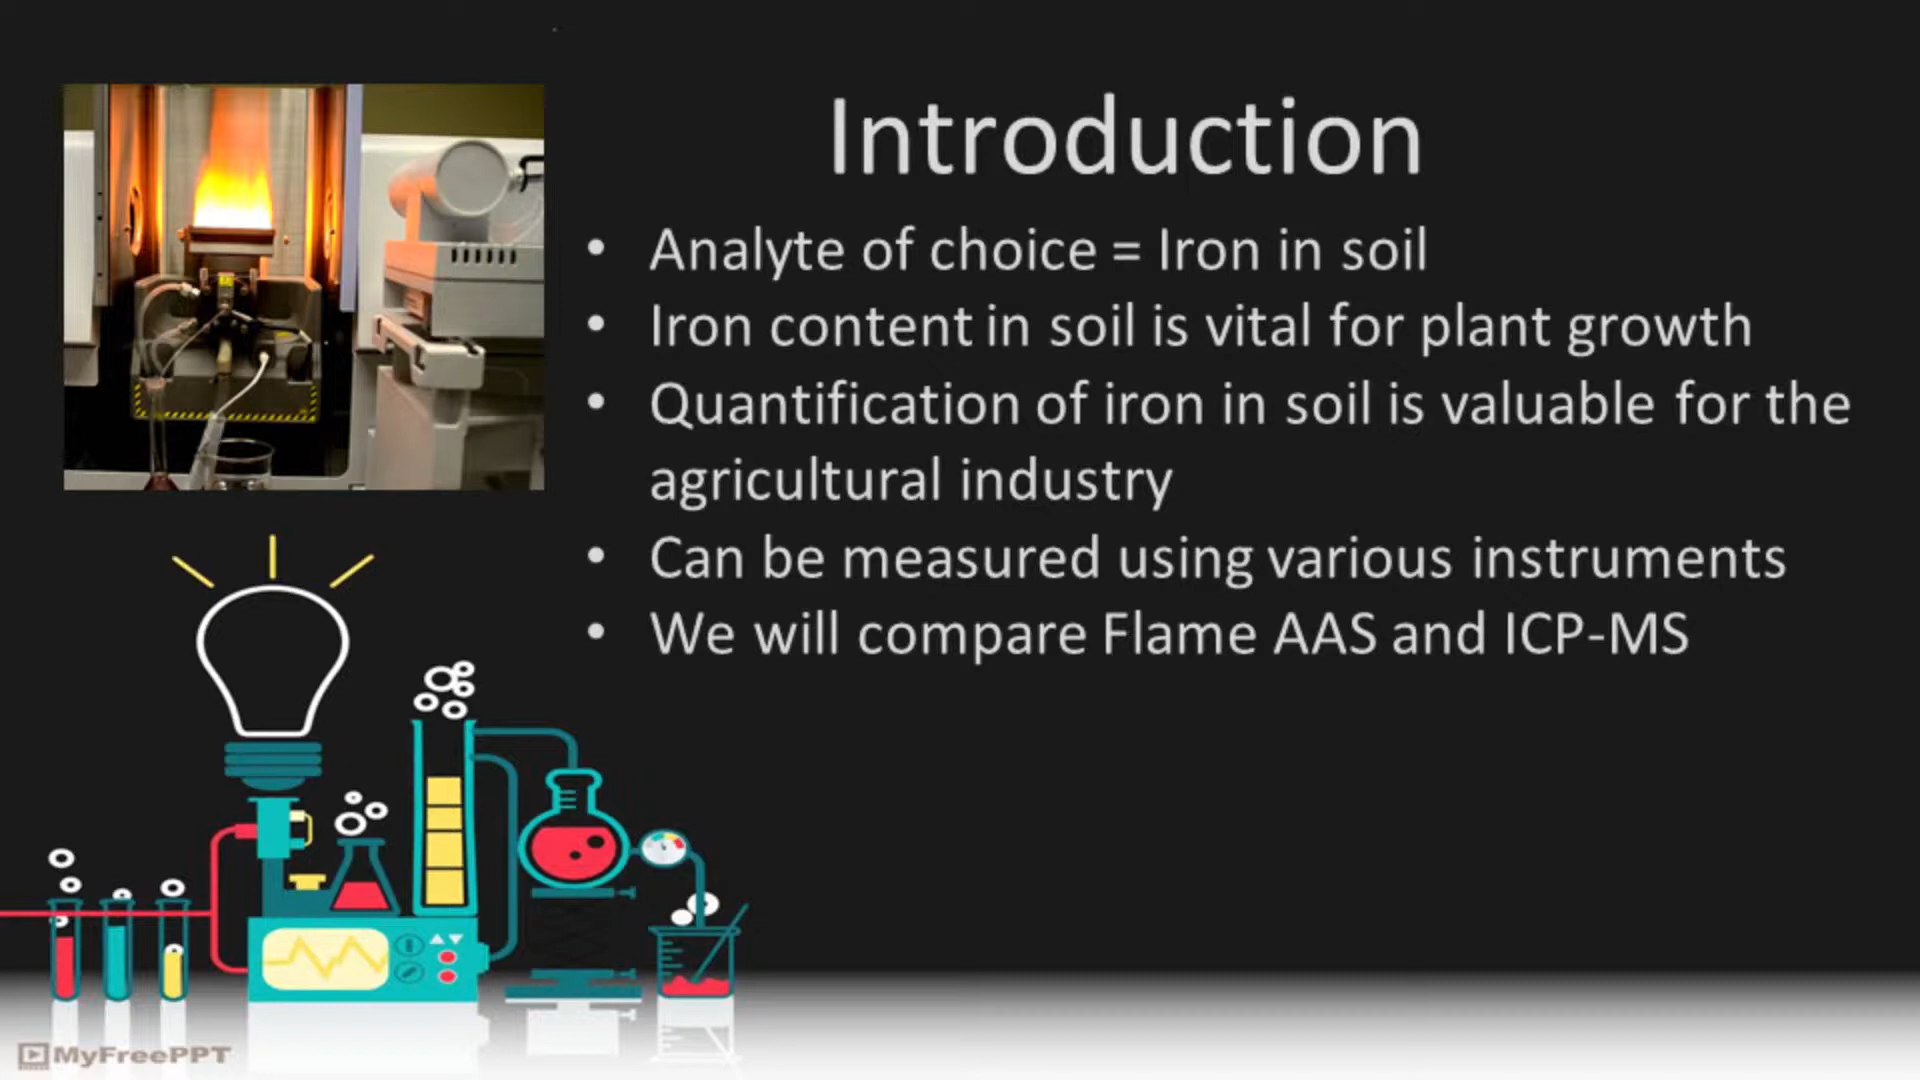 Introduction
• Analyte of choice = Iron in soil
• Iron content in soil is vital for plant growth
• Quantification of iron in soil is valuable for the
agricultural industry
• Can be measured using various instruments
• We will compare Flame AAS and ICP-MS
MyFreePPT